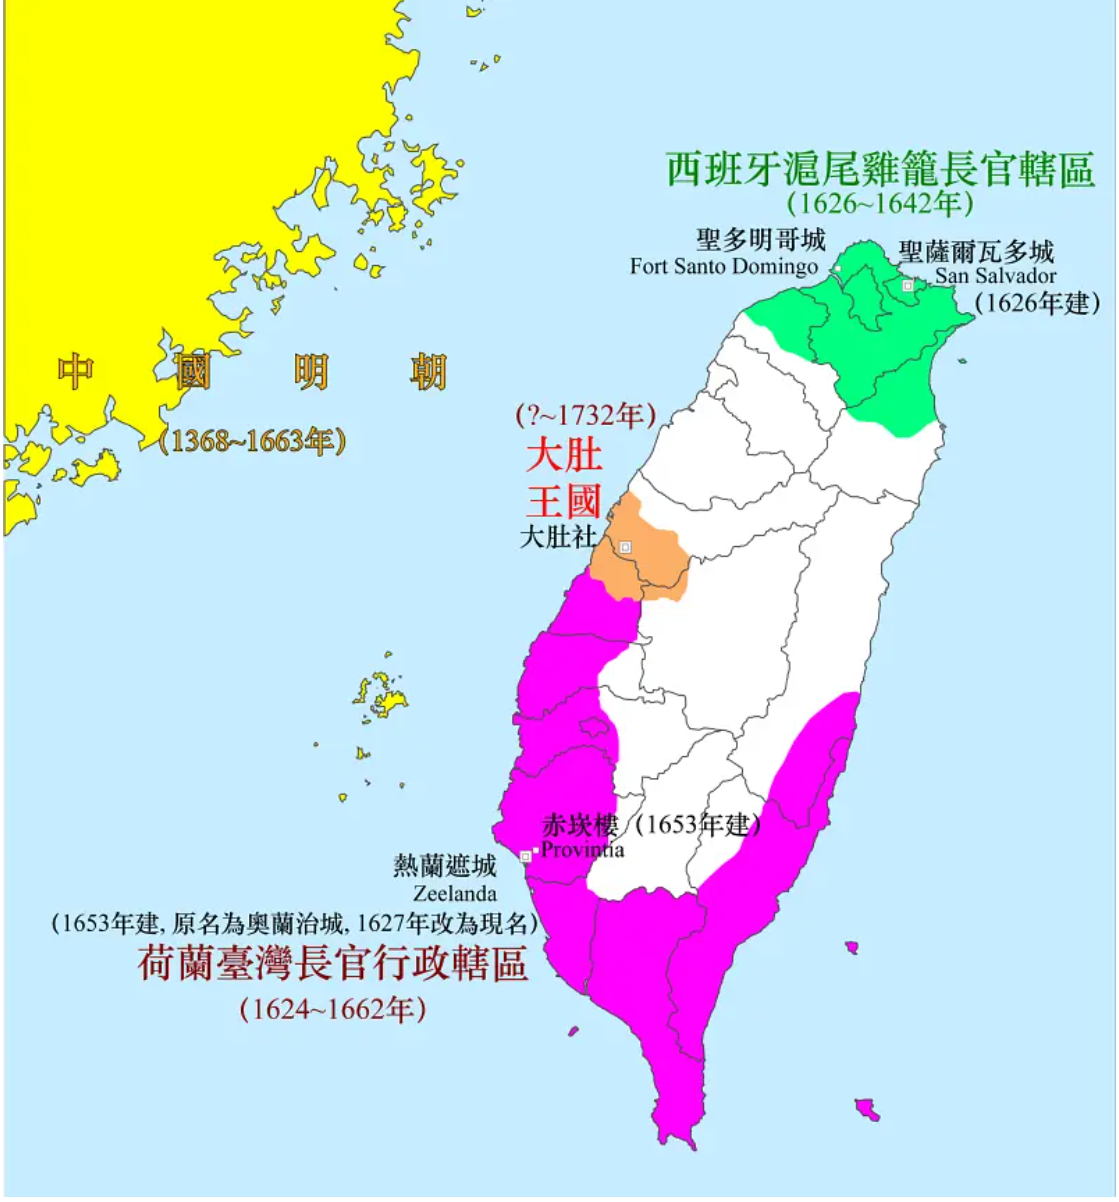 西班牙滬尾雞籠長官轄區
(1626~1642年)
聖多明哥城
Fort Santo Domingo
聖薩爾瓦多城
San Salvador
(1626年建)
中國明朝
(1368~1663年)
(?~1732年)
大肚
王國
大肚社
赤崁樓 (1653年建)
Provintia
熱蘭遮城
Zeelanda
(1653年建, 原名為奧蘭治城, 1627年改為現名)
荷蘭臺灣長官行政轄區
(1624~1662年)